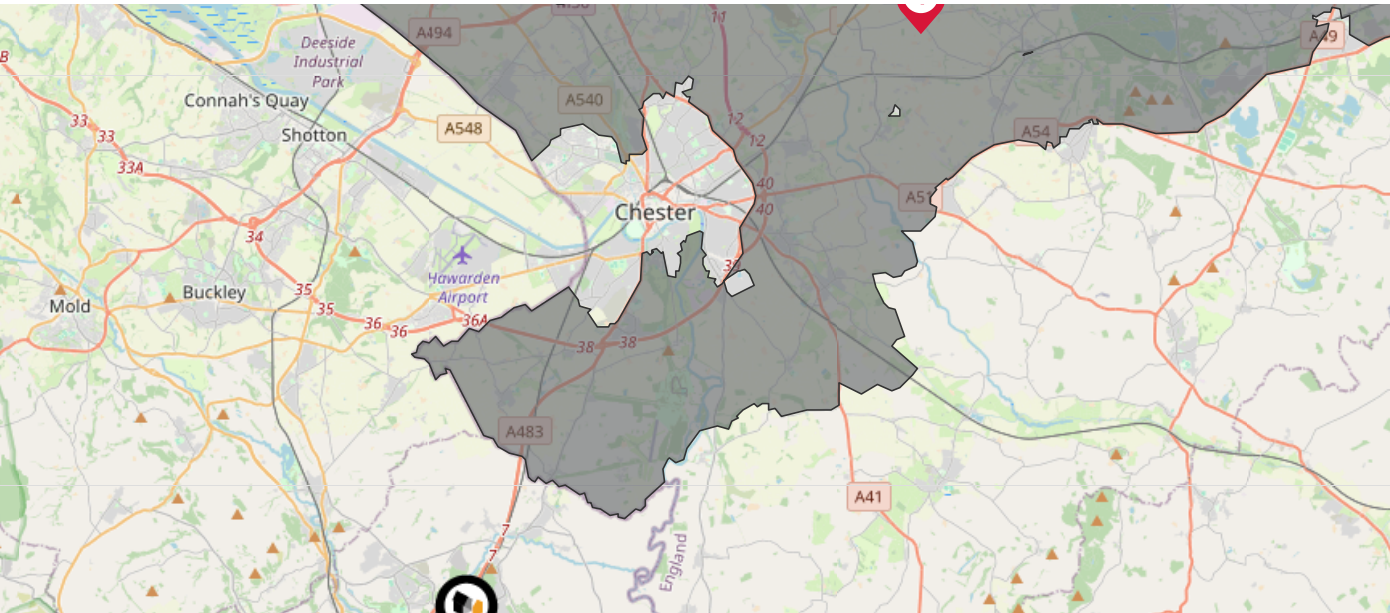 A494
11
A49
Deeside
Industrial
Park
Connah's Quay
A540
A548
Shotton
33
33
33A
12
12
A54
40
40
A51
Chester
34
Hawarden
Airport
39
Mold
Buckley
35
35
36
36
36A
38
38
A483
A41
7
7
England